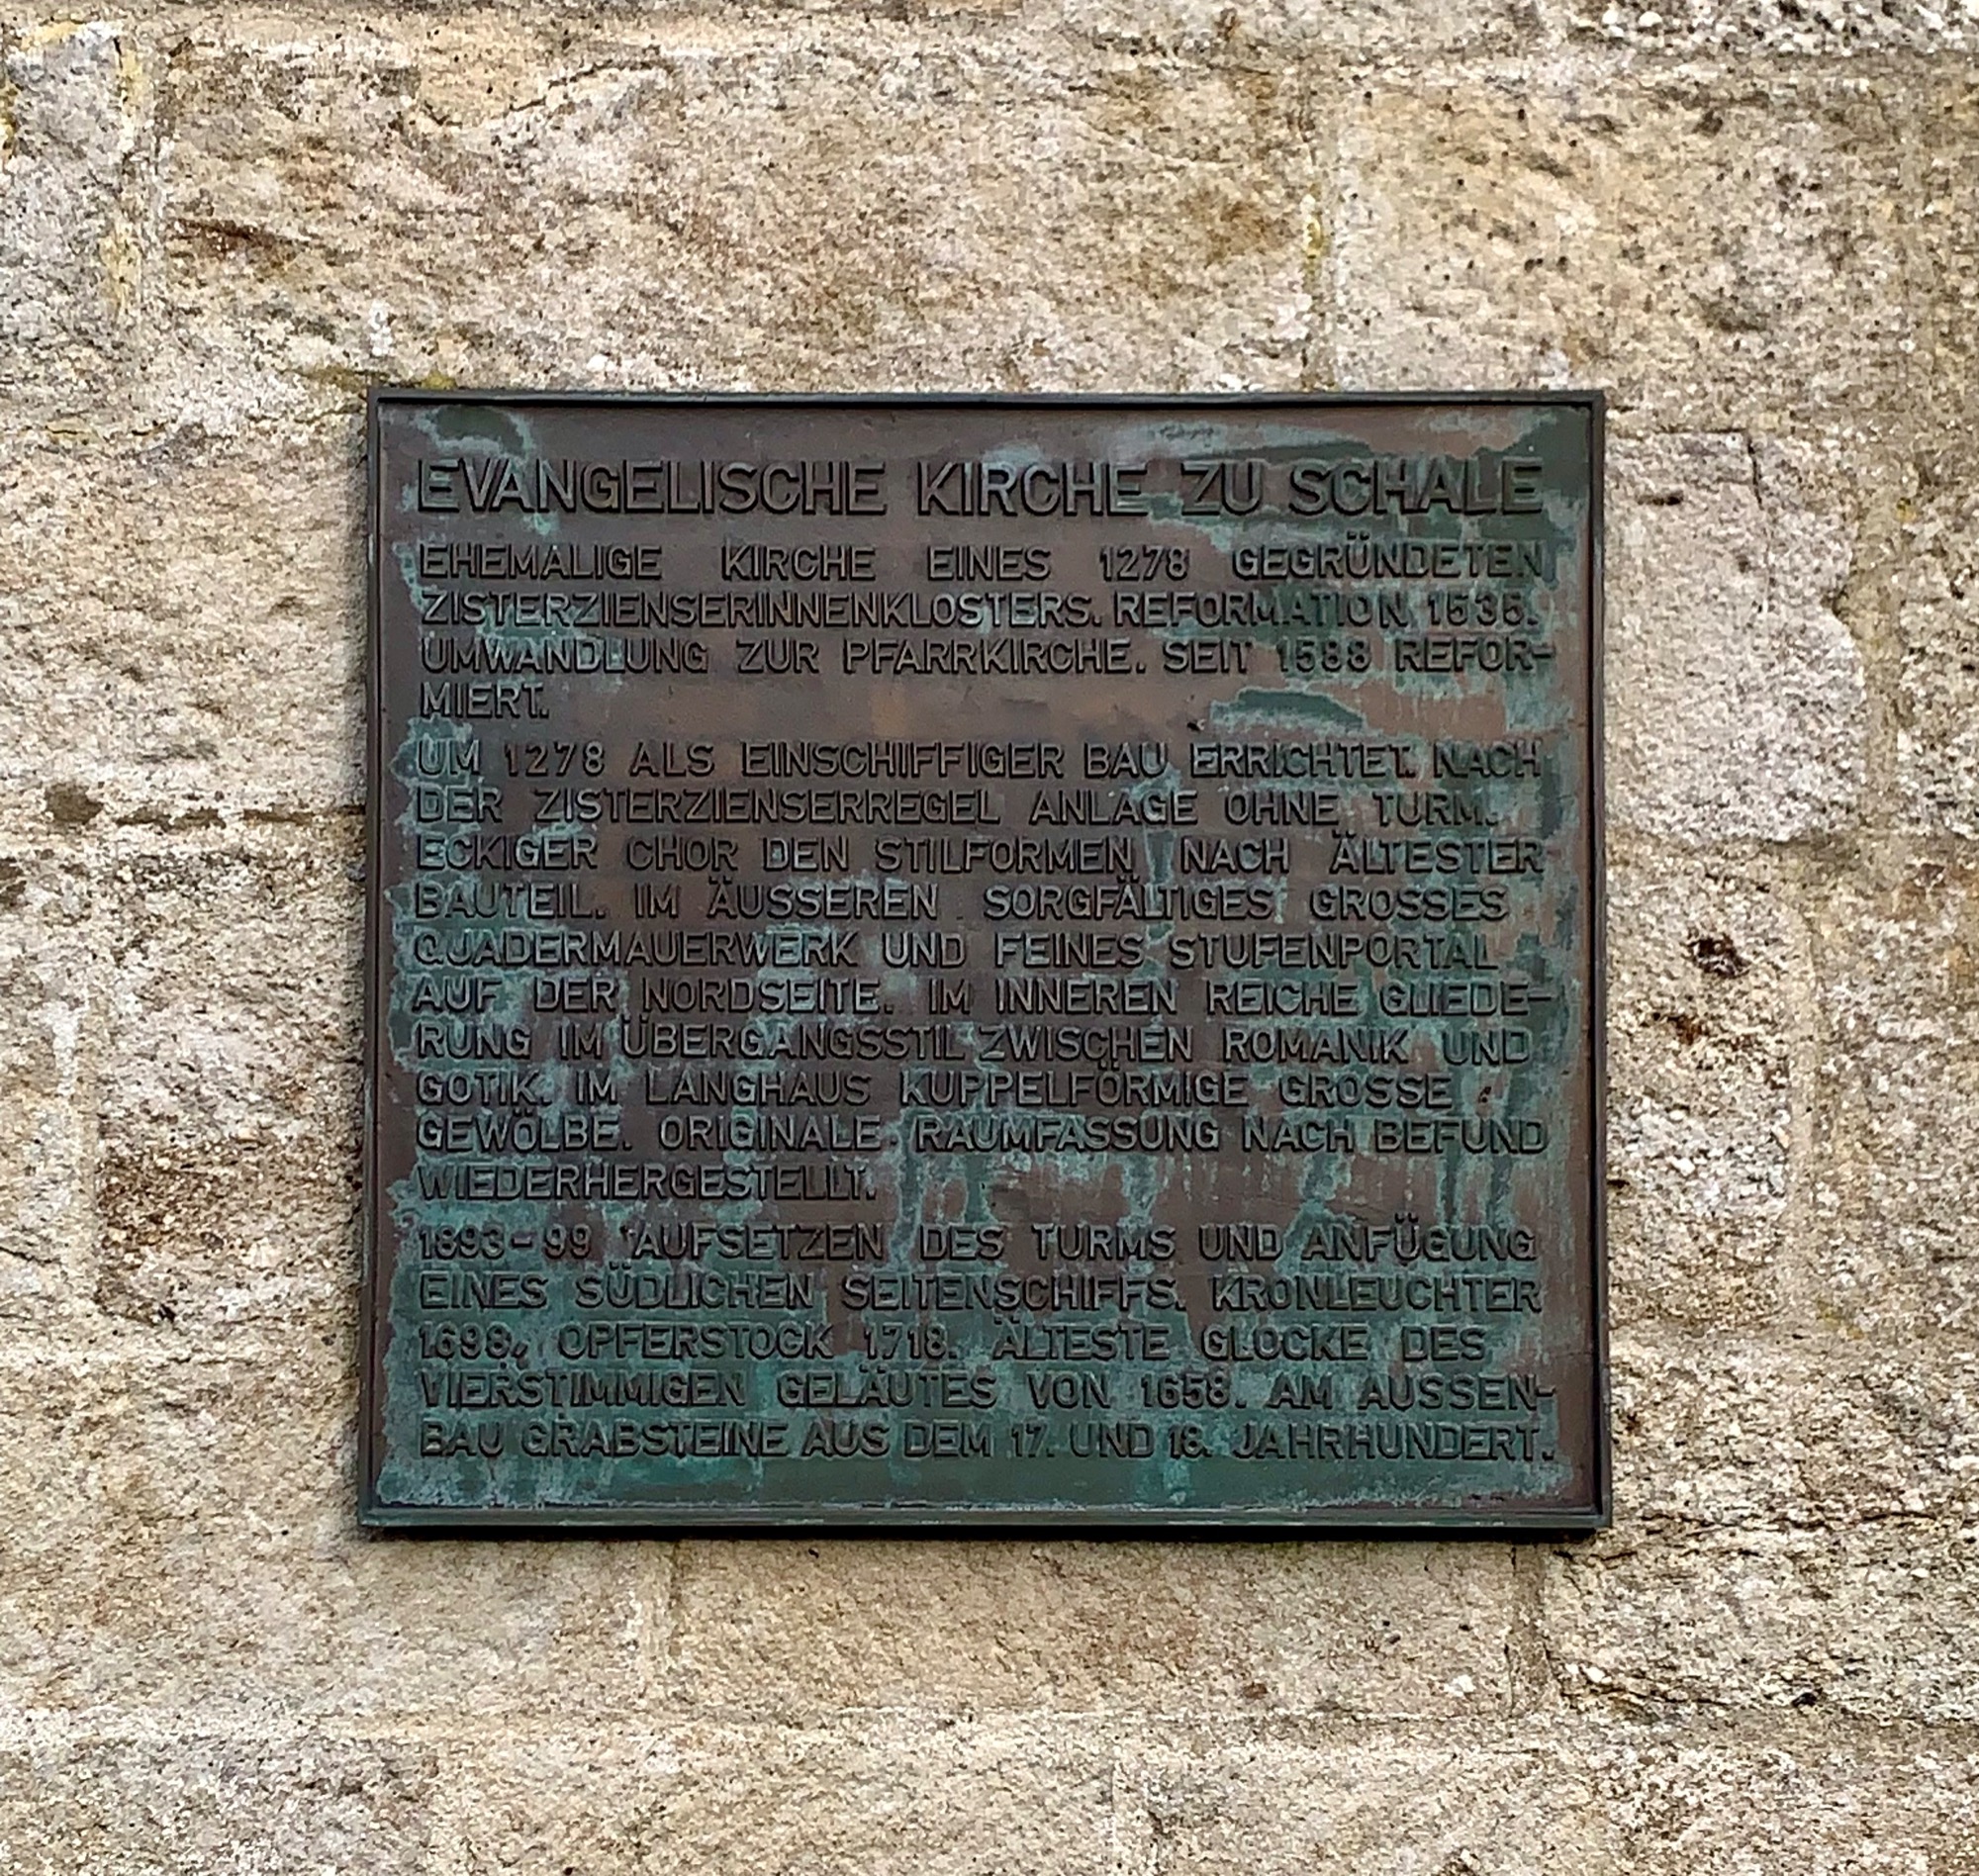 EVANGELISCHE KIRCHE ZU SCHALE
EHEMALIGE KIRCHE EINES 1278 GEGRÜNDETEN
ZISTERZIENSERINNENKLOSTERS. REFORMATION 1535.
UMWANDLUNG ZUR PFARRKIRCHE. SEIT 1588 REFOR-
MIERT.
UM 1278 ALS EINSCHIFFIGER BAU ERRICHTET. NACH
DER ZISTERZIENSERREGEL ANLAGE OHNE TURM.
ECKIGER CHOR DEN STILFORMEN NACH ÄLTESTER
BAUTEIL. IM ÄUSSEREN SORGFÄLTIGES GROSSES
QUADERMAUERWERK UND FEINES STUFENPORTAL
AUF DER NORDSEITE. IM INNEREN REICHE GLIEDE-
RUNG IM ÜBERGANGSSTIL ZWISCHEN ROMANIK UND
GOTIK. IM LANGHAUS KUPPELFÖRMIGE GROSSE
GEWÖLBE. ORIGINALE RAUMFASSUNG NACH BEFUND
WIEDERHERGESTELLT.
1893-99 AUFSETZEN DES TURMS UND ANFÜGUNG
EINES SÜDLICHEN SEITENSCHIFFS. KRONLEUCHTER
1698, OPFERSTOCK 1718. ÄLTESTE GLOCKE DES
VIERSTIMMIGEN GELÄUTES VON 1658. AM AUSSEN-
BAU GRABSTEINE AUS DEM 17. UND 18. JAHRHUNDERT.